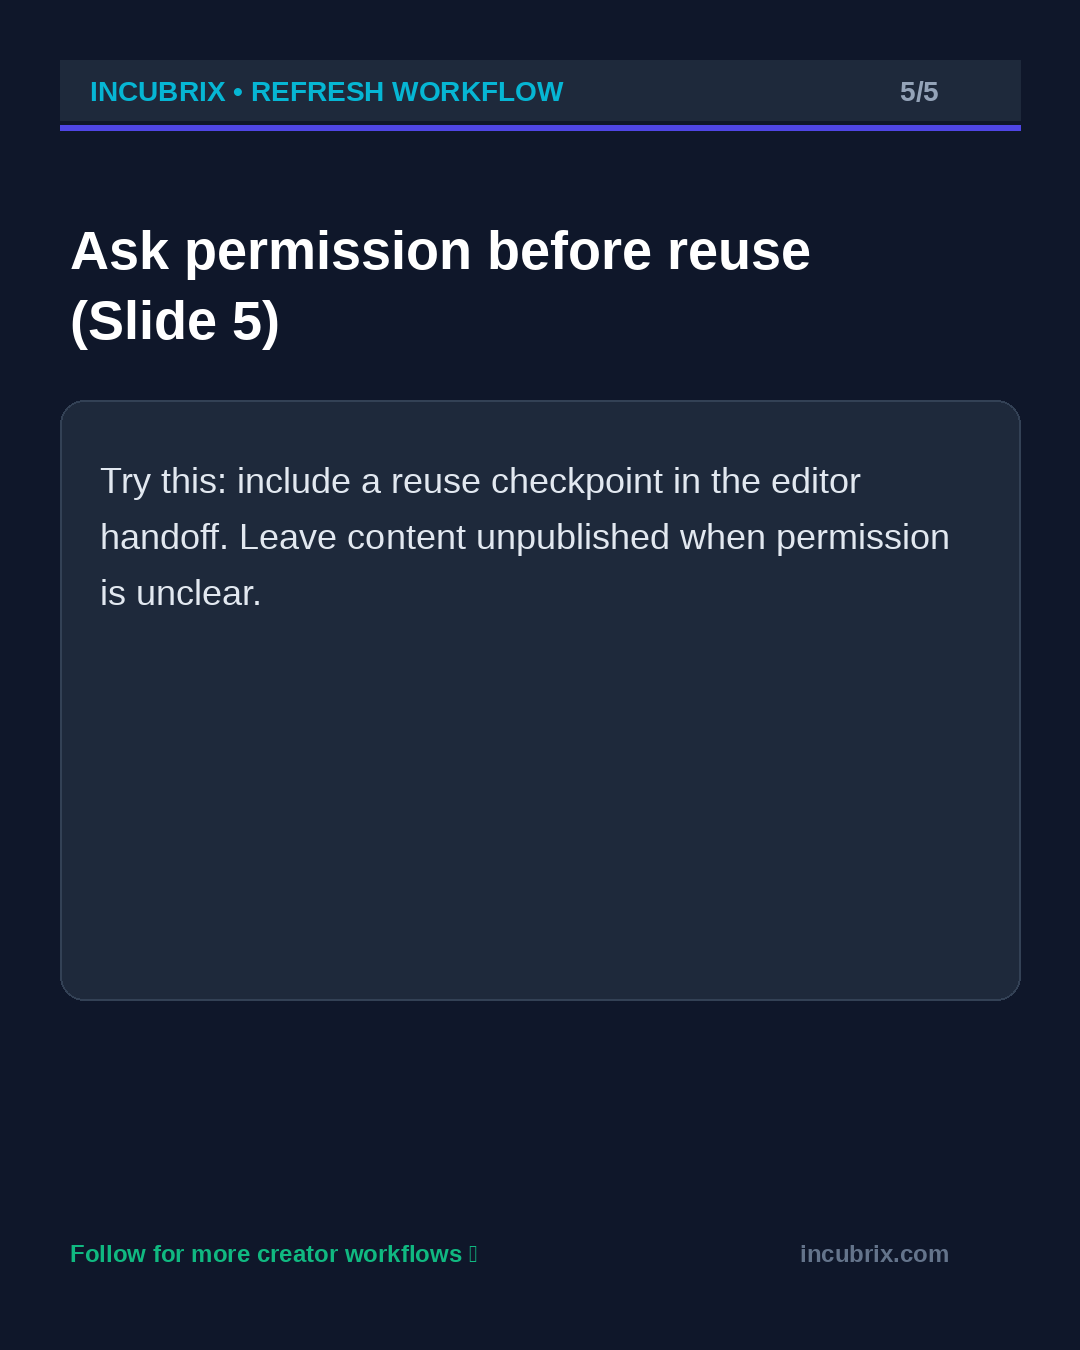 INCUBRIX • REFRESH WORKFLOW 5/5
Ask permission before reuse
(Slide 5)
Try this: include a reuse checkpoint in the editor
handoff. Leave content unpublished when permission
is unclear.
Follow for more creator workflows
incubrix.com